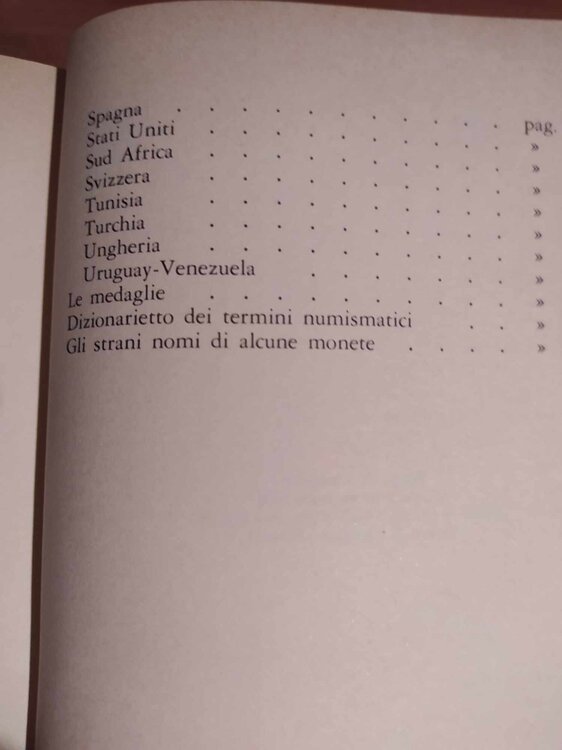 Spagna . . . . . . . . . . pag.
Stati Uniti . . . . . . . . . »
Sud Africa . . . . . . . . . »
Svizzera . . . . . . . . . »
Tunisia . . . . . . . . . »
Turchia . . . . . . . . . »
Ungheria . . . . . . . . . »
Uruguay-Venezuela . . . . . . »
Le medaglie . . . . . . . . . »
Dizionarietto dei termini numismatici . . »
Gli strani nomi di alcune monete . . . . »